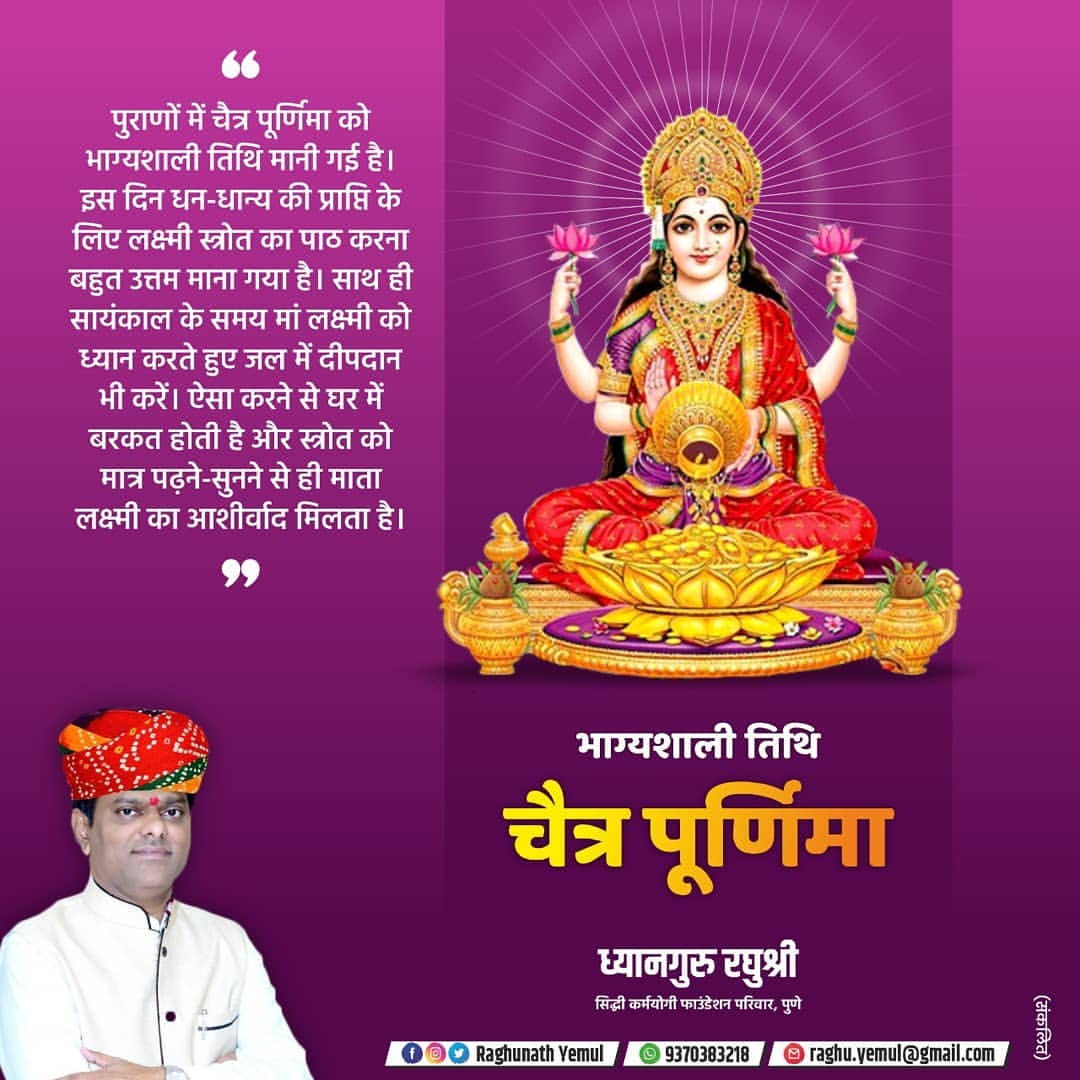 ❝
पुराणों में चैत्र पूर्णिमा को
भाग्यशाली तिथि मानी गई है।
इस दिन धन-धान्य की प्राप्ति के
लिए लक्ष्मी स्त्रोत का पाठ करना
बहुत उत्तम माना गया है। साथ ही
सायंकाल के समय मां लक्ष्मी को
ध्यान करते हुए जल में दीपदान
भी करें। ऐसा करने से घर में
बरकत होती है और स्त्रोत को
मात्र पढ़ने-सुनने से ही माता
लक्ष्मी का आशीर्वाद मिलता है।
❞
भाग्यशाली तिथि
चैत्र पूर्णिमा
ध्यानगुरु रघुश्री
सिद्धी कर्मयोगी फाउंडेशन परिवार, पुणे
(संकलित)
Raghunath Yemul
9370383218
raghu.yemul@gmail.com